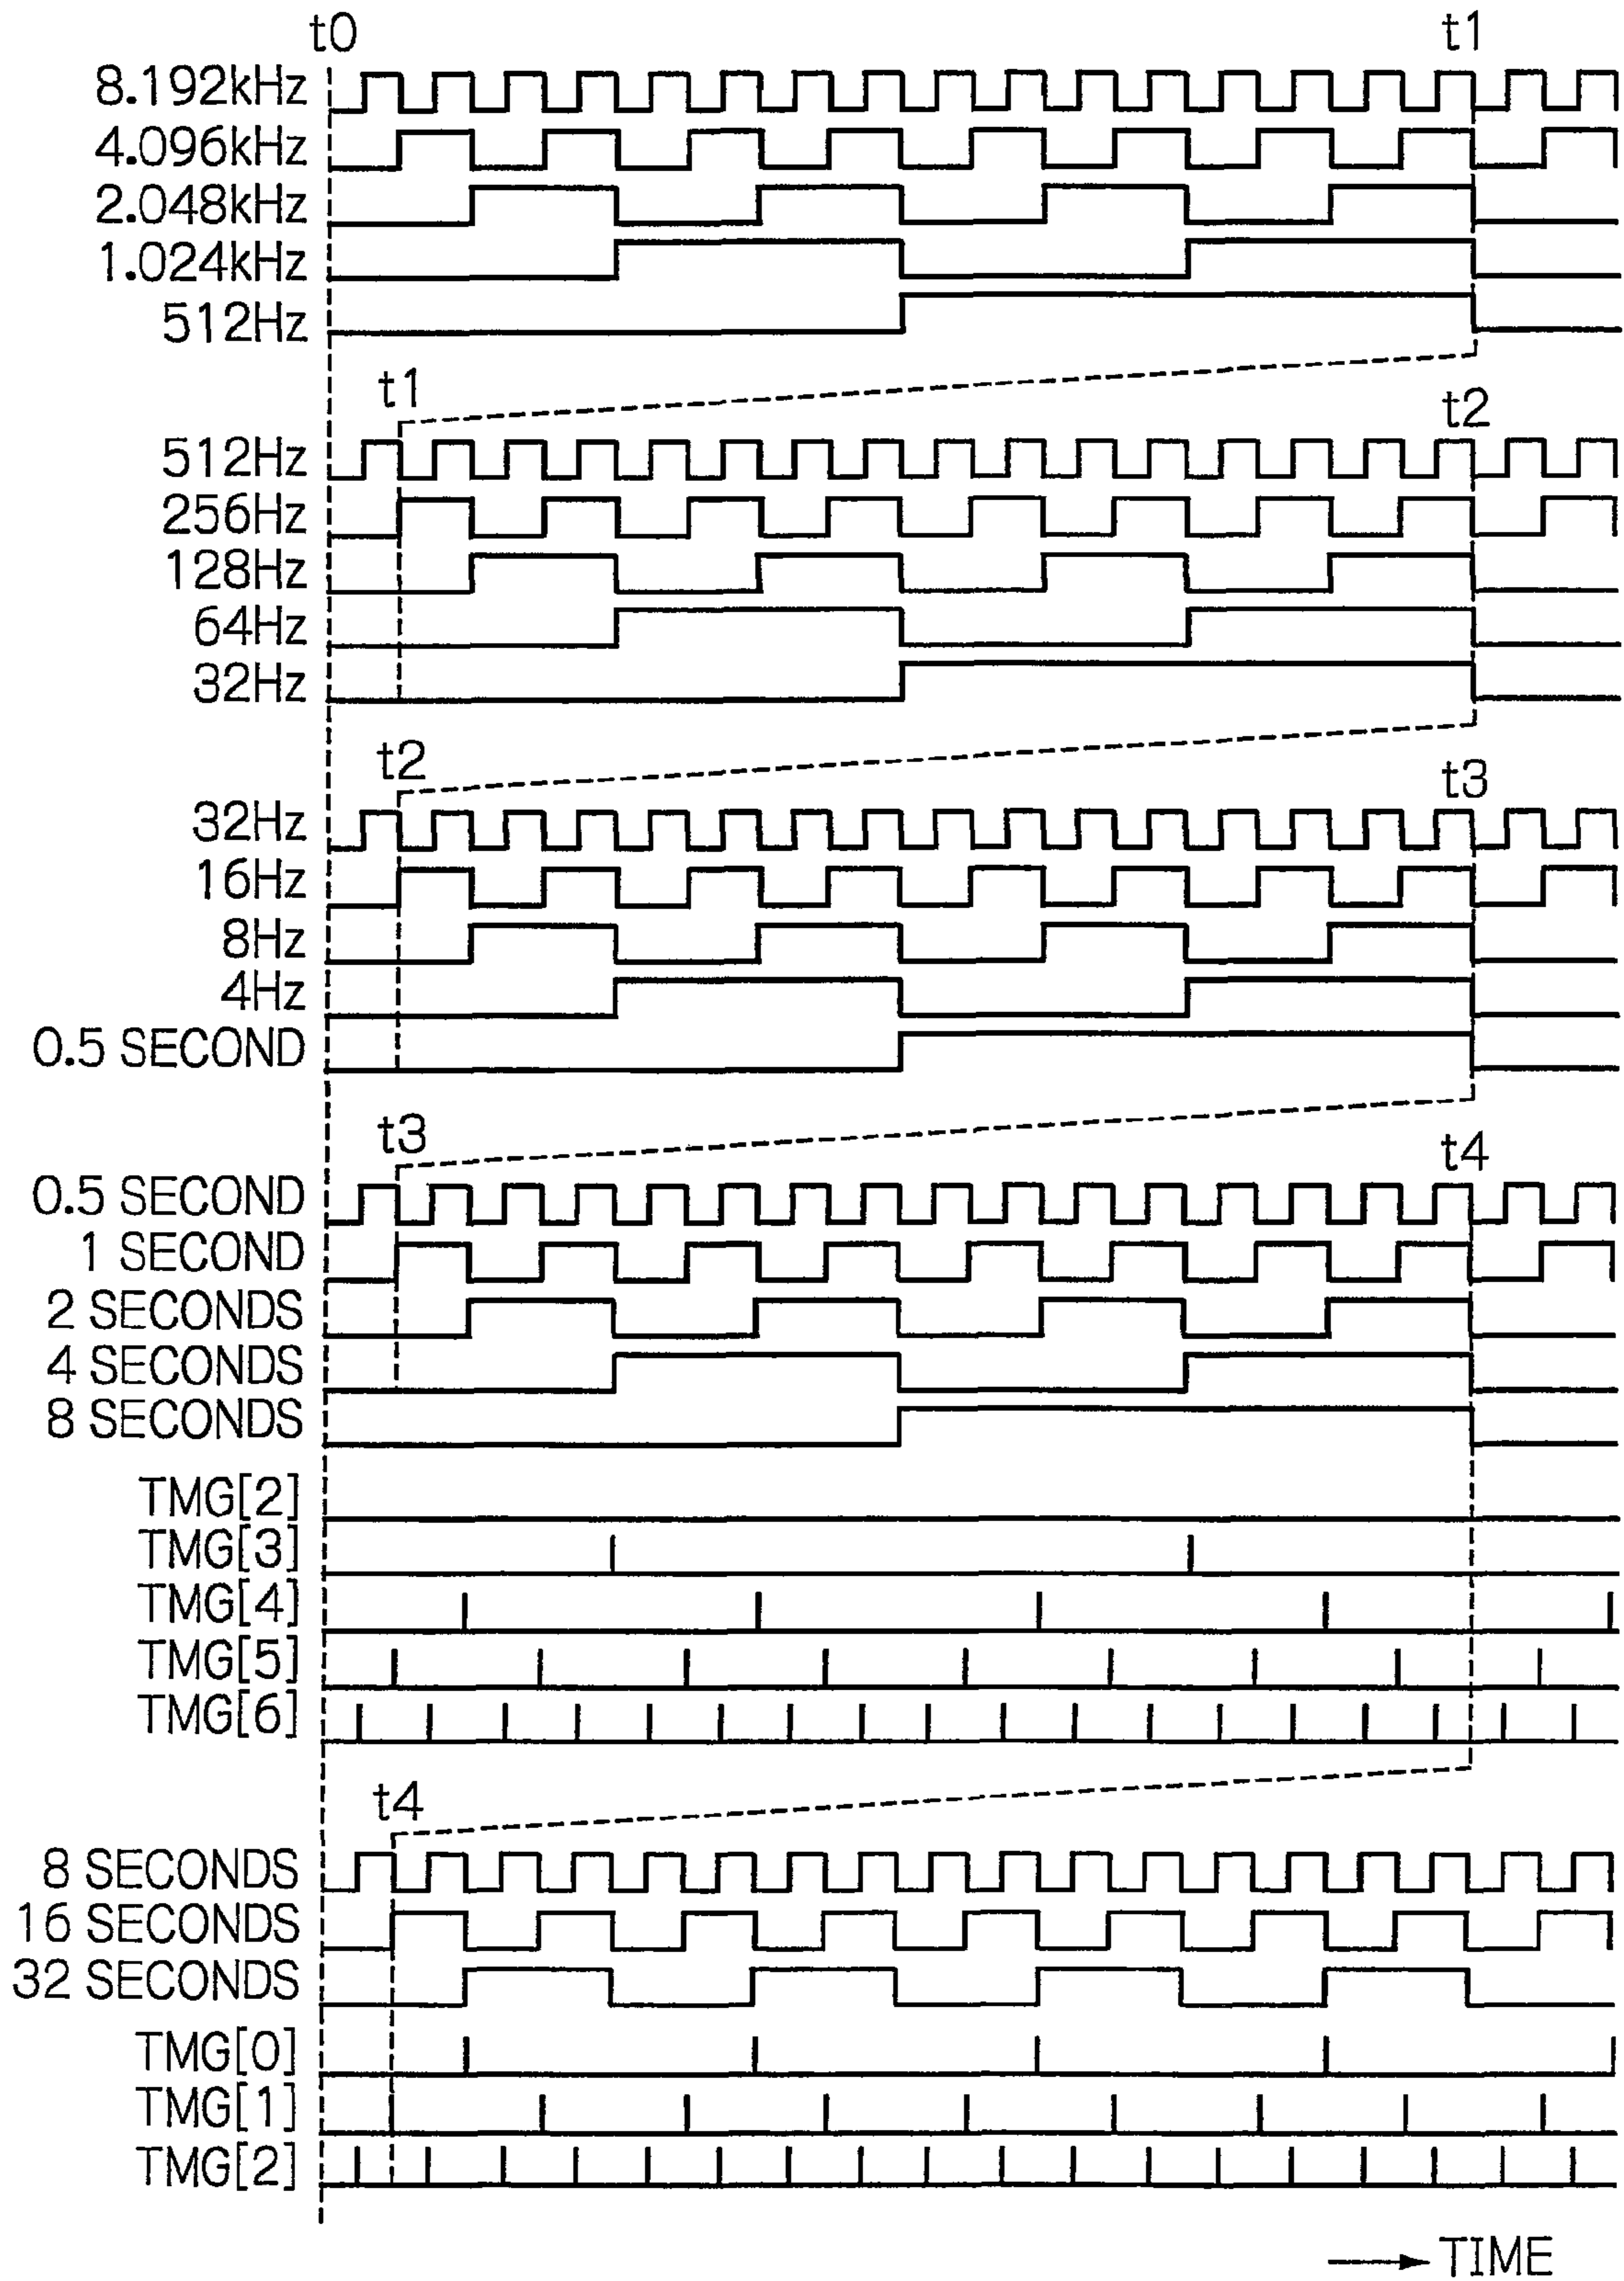 t0 t1
8.192kHz
4.096kHz
2.048kHz
1.024kHz
512Hz
t1 t2
512Hz
256Hz
128Hz
64Hz
32Hz
t2 t3
32Hz
16Hz
8Hz
4Hz
0.5 SECOND
t3 t4
0.5 SECOND
1 SECOND
2 SECONDS
4 SECONDS
8 SECONDS
TMG[2]
TMG[3]
TMG[4]
TMG[5]
TMG[6]
t4
8 SECONDS
16 SECONDS
32 SECONDS
TMG[0]
TMG[1]
TMG[2]
TIME